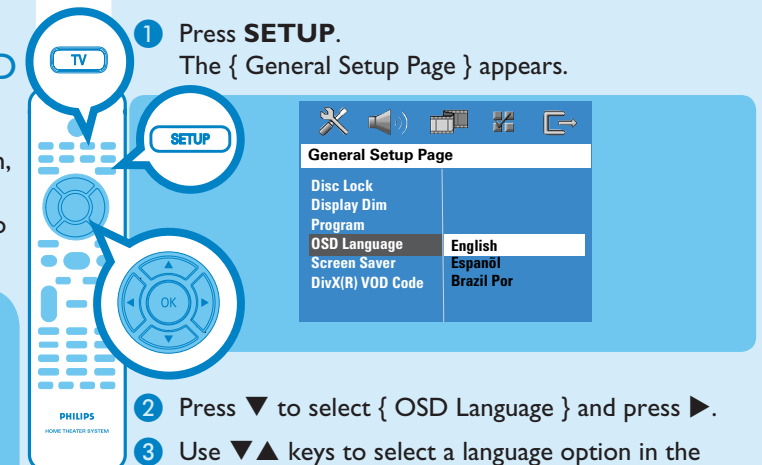 TV
1 Press SETUP.
The { General Setup Page } appears.
SETUP
General Setup Page
Disc Lock
Display Dim
Program
OSD Language
English
Screen Saver
Espanõl
DivX(R) VOD Code
Brazil Por
OK
PHILIPS
HOME THEATER SYSTEM
2 Press ▼ to select { OSD Language } and press ▶.
3 Use ▼▲ keys to select a language option in the